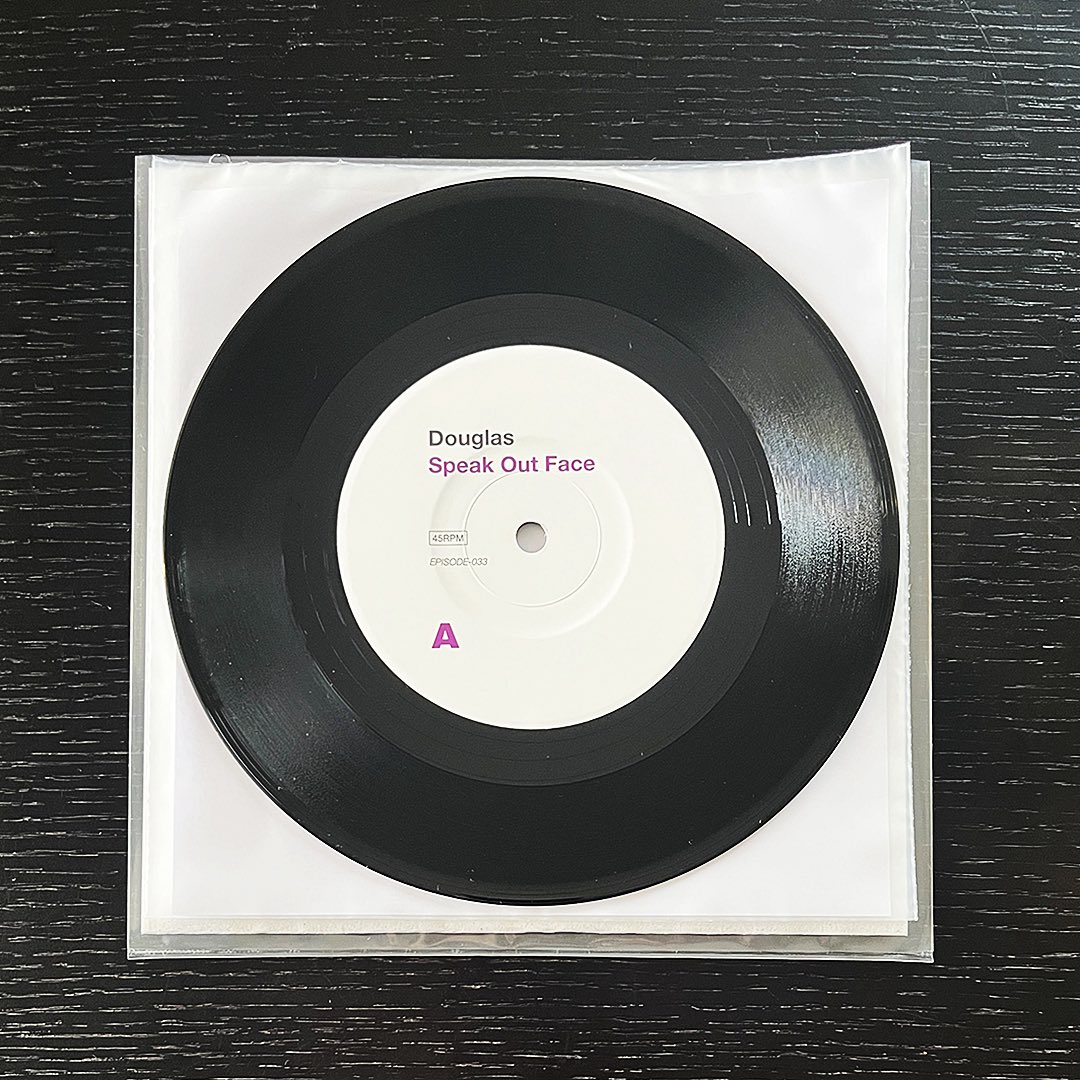 Douglas
Speak Out Face
45RPM
EPISODE-033
A